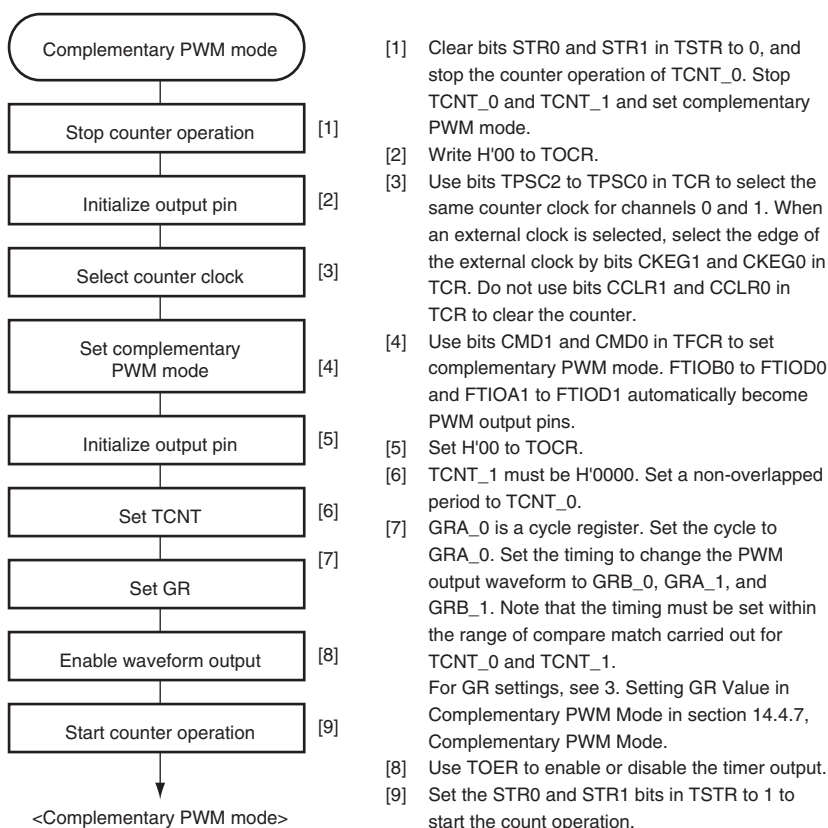 Complementary PWM mode
Stop counter operation
[1]
Initialize output pin
[2]
Select counter clock
[3]
Set complementary
PWM mode
[4]
Initialize output pin
[5]
Set TCNT
[6]
[7]
Set GR
Enable waveform output
[8]
Start counter operation
[9]
<Complementary PWM mode>
[1] Clear bits STR0 and STR1 in TSTR to 0, and
stop the counter operation of TCNT_0. Stop
TCNT_0 and TCNT_1 and set complementary
PWM mode.
[2] Write H'00 to TOCR.
[3] Use bits TPSC2 to TPSC0 in TCR to select the
same counter clock for channels 0 and 1. When
an external clock is selected, select the edge of
the external clock by bits CKEG1 and CKEG0 in
TCR. Do not use bits CCLR1 and CCLR0 in
TCR to clear the counter.
[4] Use bits CMD1 and CMD0 in TFCR to set
complementary PWM mode. FTIOB0 to FTIOD0
and FTIOA1 to FTIOD1 automatically become
PWM output pins.
[5] Set H'00 to TOCR.
[6] TCNT_1 must be H'0000. Set a non-overlapped
period to TCNT_0.
[7] GRA_0 is a cycle register. Set the cycle to
GRA_0. Set the timing to change the PWM
output waveform to GRB_0, GRA_1, and
GRB_1. Note that the timing must be set within
the range of compare match carried out for
TCNT_0 and TCNT_1.
For GR settings, see 3. Setting GR Value in
Complementary PWM Mode in section 14.4.7,
Complementary PWM Mode.
[8] Use TOER to enable or disable the timer output.
[9] Set the STR0 and STR1 bits in TSTR to 1 to
start the count operation.